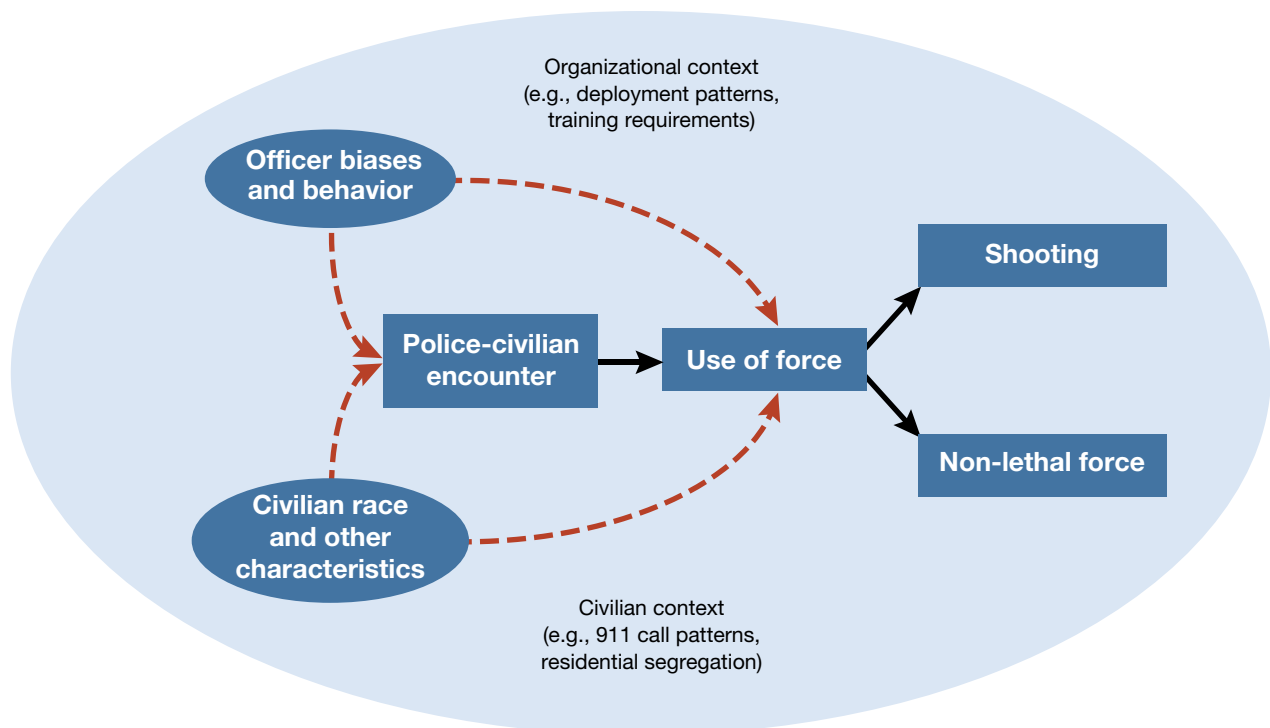 Organizational context
(e.g., deployment patterns,
training requirements)
Officer biases
and behavior
Shooting
Police-civilian
encounter
Use of force
Non-lethal force
Civilian race
and other
characteristics
Civilian context
(e.g., 911 call patterns,
residential segregation)